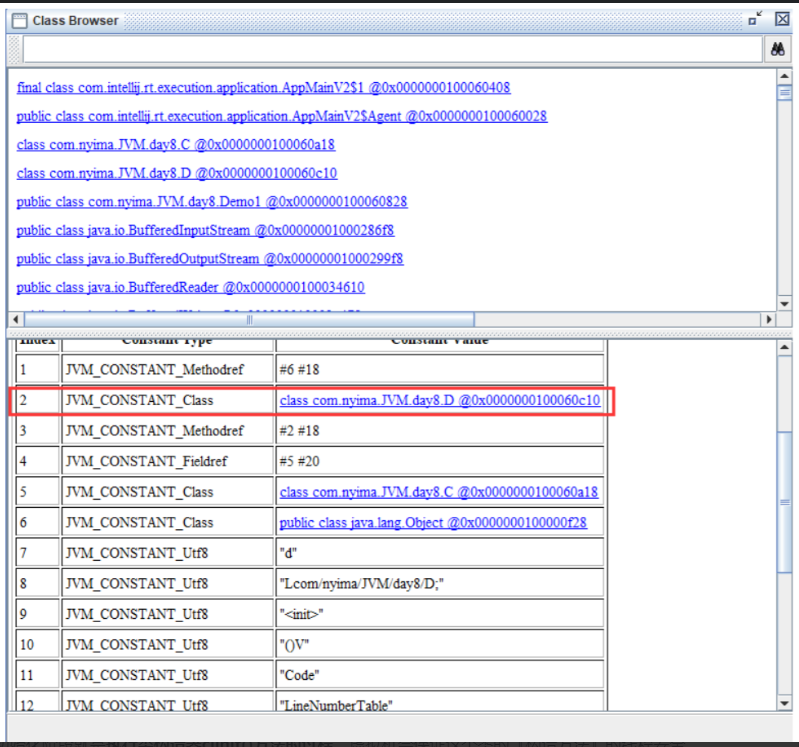 Class Browser
final class com.intellij.rt.execution.application.AppMainV2$1 @0x0000000100060408
public class com.intellij.rt.execution.application.AppMainV2$Agent @0x0000000100060028
class com.nyima.JVM.day8.C @0x0000000100060a18
class com.nyima.JVM.day8.D @0x0000000100060c10
public class com.nyima.JVM.day8.Demo1 @0x0000000100060828
public class java.io.BufferedInputStream @0x00000001000286f8
public class java.io.BufferedOutputStream @0x00000001000299f8
public class java.io.BufferedReader @0x0000000100034610
Index Constant Type Constant Value
1 JVM_CONSTANT_Methodref #6 #18
2 JVM_CONSTANT_Class class com.nyima.JVM.day8.D @0x0000000100060c10
3 JVM_CONSTANT_Methodref #2 #18
4 JVM_CONSTANT_Fieldref #5 #20
5 JVM_CONSTANT_Class class com.nyima.JVM.day8.C @0x0000000100060a18
6 JVM_CONSTANT_Class public class java.lang.Object @0x0000000100000f28
7 JVM_CONSTANT_Utf8 "d"
8 JVM_CONSTANT_Utf8 "Lcom/nyima/JVM/day8/D;"
9 JVM_CONSTANT_Utf8 "<init>"
10 JVM_CONSTANT_Utf8 "()V"
11 JVM_CONSTANT_Utf8 "Code"
12 JVM_CONSTANT_Utf8 "LineNumberTable"